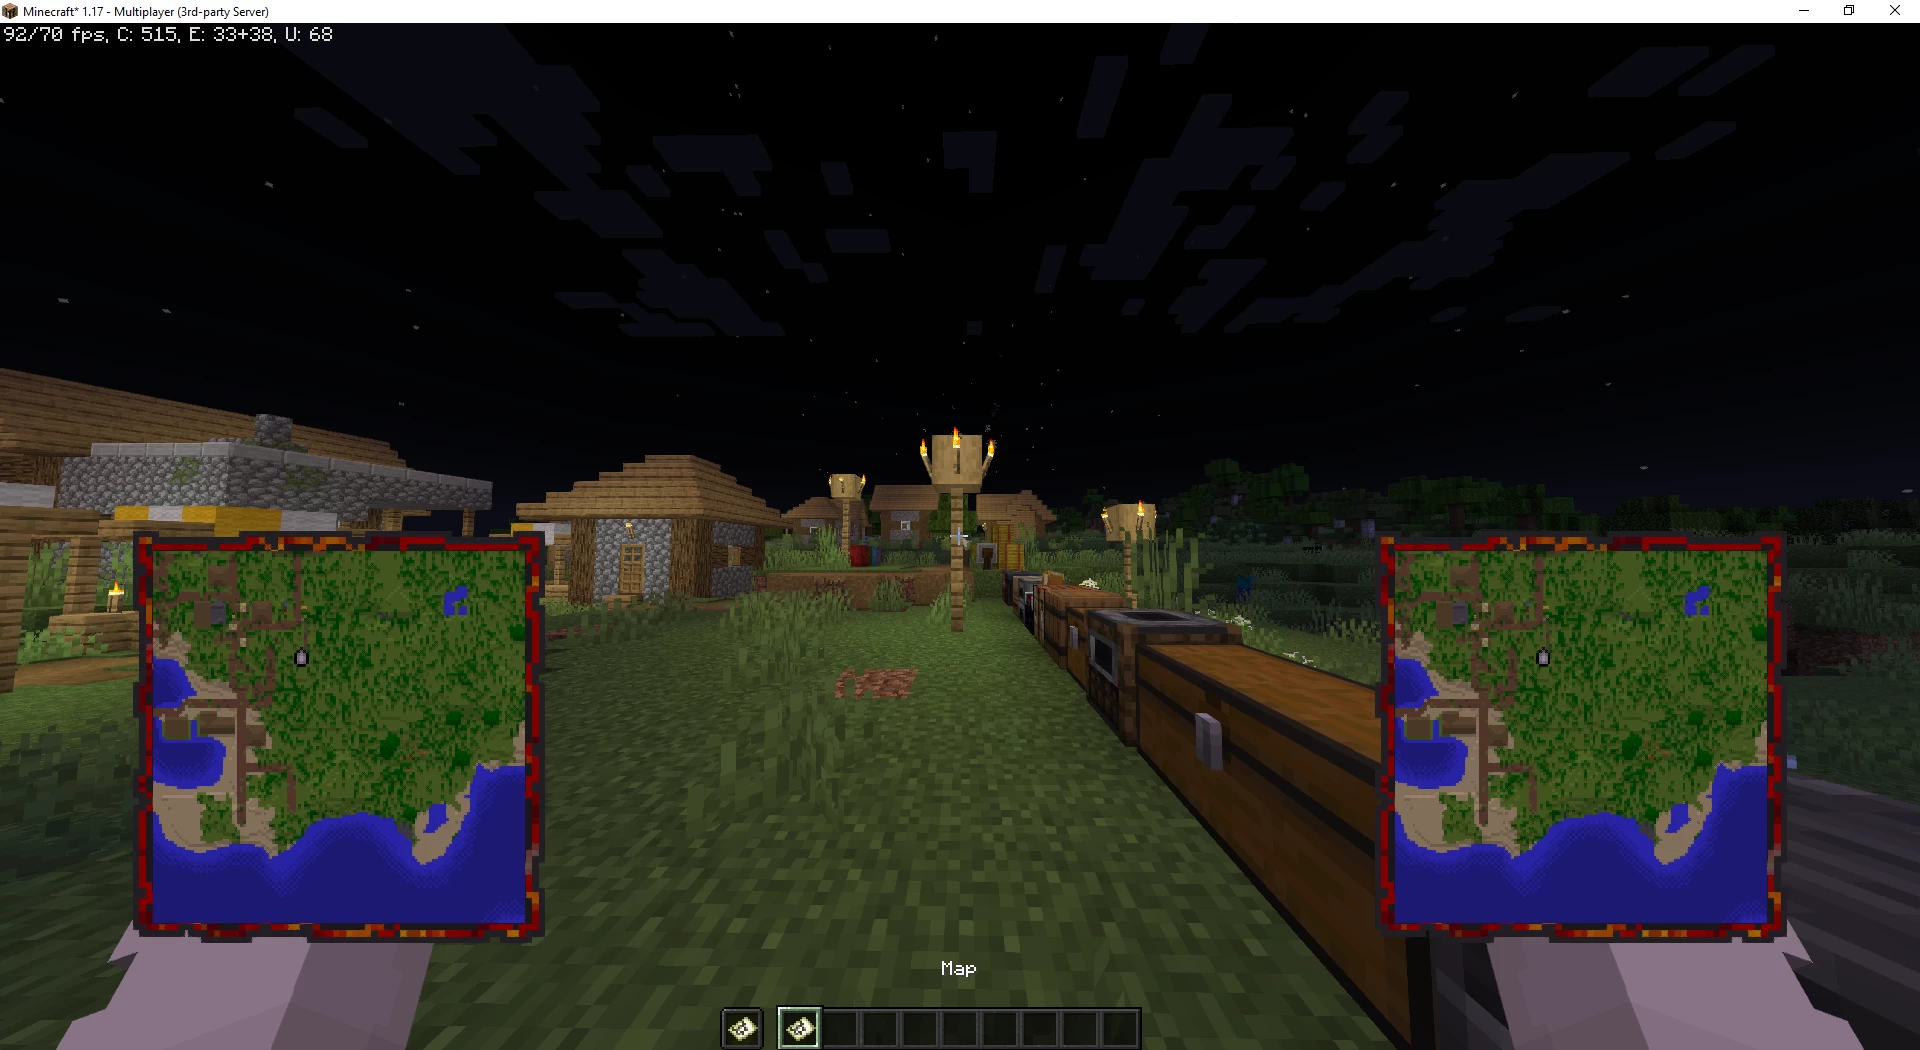 Minecraft* 1.17 - Multiplayer (3rd-party Server)
92/70 fps, C: 515, E: 33+38, U: 68
Map